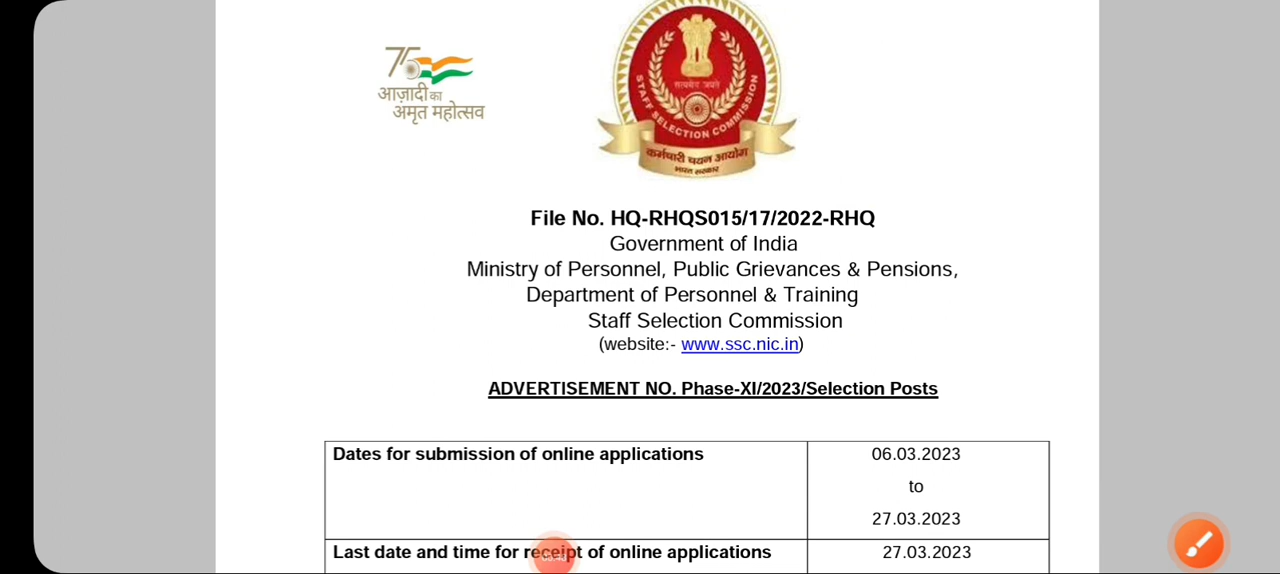 75
आज़ादी का
अमृत महोत्सव
सत्यमेव जयते
STAFF SELECTION COMMISSION
कर्मचारी चयन आयोग
भारत सरकार
File No. HQ-RHQS015/17/2022-RHQ
Government of India
Ministry of Personnel, Public Grievances & Pensions,
Department of Personnel & Training
Staff Selection Commission
(website:- www.ssc.nic.in)
ADVERTISEMENT NO. Phase-XI/2023/Selection Posts
Dates for submission of online applications
06.03.2023
to
27.03.2023
Last date and time for receipt of online applications
27.03.2023